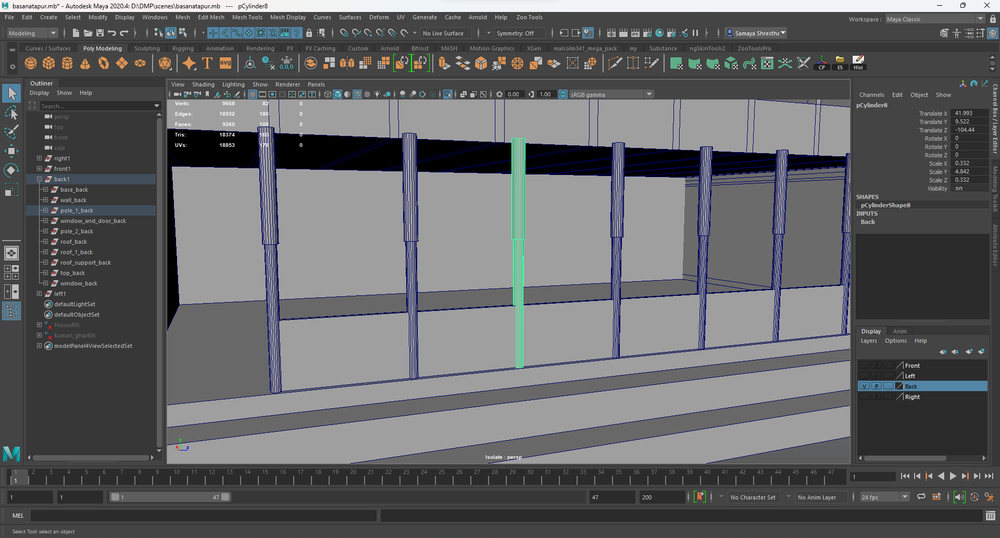 basanatapur.mb* - Autodesk Maya 2020.4: D:\DMP\scenes\basanatapur.mb --- pCylinder8
File Edit Create Select Modify Display Windows Mesh Edit Mesh Mesh Tools Mesh Display Curves Surfaces Deform UV Generate Cache Arnold Help Zoo Tools
Workspace : Maya Classic
Modeling No Live Surface Symmetry: Off Samaya Shrestha
Curves / Surfaces Poly Modeling Sculpting Rigging Animation Rendering FX FX Caching Custom Arnold Bifrost MASH Motion Graphics XGen malcolm341_mega_pack my Substance ngSkinTools2 ZooToolsPro
T svg 0,0,0 CP ES Hist
Outliner
Display Show Help
Search...
persp
top
front
side
right1
front1
back1
base_back
wall_back
pole_1_back
window_and_door_back
pole_2_back
roof_back
roof_1_back
roof_support_back
top_back
window_back
left1
defaultLightSet
defaultObjectSet
HouseRN
Kumari_gharRN
modelPanel4ViewSelectedSet
View Shading Lighting Show Renderer Panels
0.00 1.00 ON sRGB gamma
Verts: 9668 82 0
Edges: 18552 180 0
Faces: 9260 100 0
Tris: 18374 160 0
UVs: 18853 178 0
y
x z
Isolate : persp
Channels Edit Object Show
pCylinder8
Translate X 41.993
Translate Y 9.522
Translate Z -104.44
Rotate X 0
Rotate Y 0
Rotate Z 0
Scale X 0.332
Scale Y 4.842
Scale Z 0.332
Visibility on
SHAPES
pCylinderShape8
INPUTS
Back
Channel Box / Layer Editor
Modeling Toolkit
Attribute Editor
Display Anim
Layers Options Help
P Front
P Left
V P Back
P Right
1 2 3 4 5 6 7 8 9 10 11 12 13 14 15 16 17 18 19 20 21 22 23 24 25 26 27 28 29 30 31 32 33 34 35 36 37 38 39 40 41 42 43 44 45 46 47
1 1
1 1 1 47 47 200 No Character Set No Anim Layer 24 fps
MEL
Select Tool: select an object